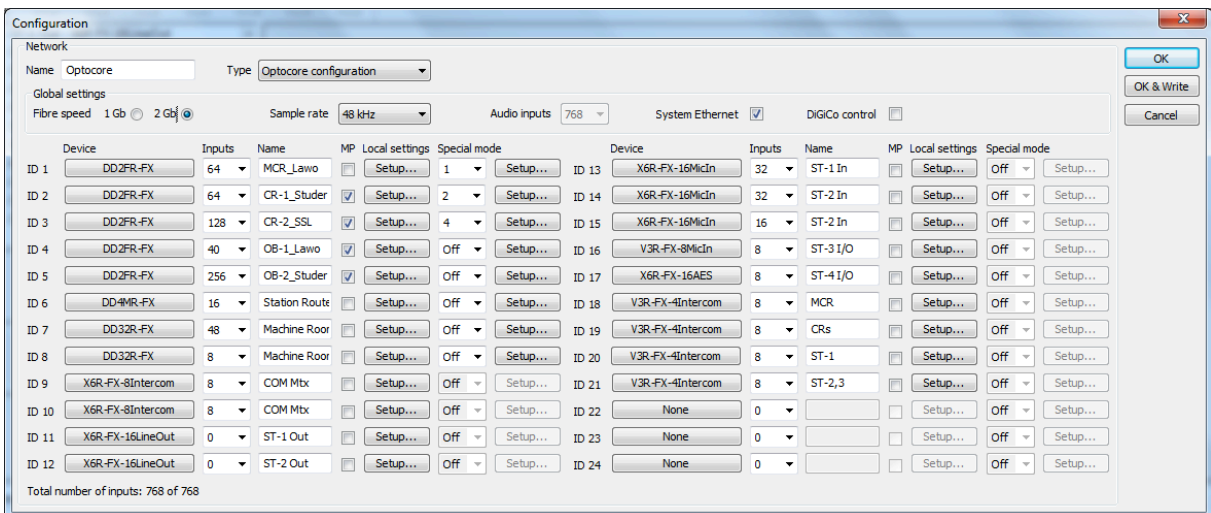 Configuration
Network
Name Optocore Type Optocore configuration OK
Global settings OK & Write
Fibre speed 1 Gb 2 Gb Sample rate 48 kHz Audio inputs 768 System Ethernet DiGiCo control Cancel
Device Inputs Name MP Local settings Special mode Device Inputs Name MP Local settings Special mode
ID 1 DD2FR-FX 64 MCR_Lawo Setup... 1 Setup... ID 13 X6R-FX-16MicIn 32 ST-1 In Setup... Off Setup...
ID 2 DD2FR-FX 64 CR-1_Studer Setup... 2 Setup... ID 14 X6R-FX-16MicIn 32 ST-2 In Setup... Off Setup...
ID 3 DD2FR-FX 128 CR-2_SSL Setup... 4 Setup... ID 15 X6R-FX-16MicIn 16 ST-2 In Setup... Off Setup...
ID 4 DD2FR-FX 40 OB-1_Lawo Setup... Off Setup... ID 16 V3R-FX-8MicIn 8 ST-3 I/O Setup... Off Setup...
ID 5 DD2FR-FX 256 OB-2_Studer Setup... Off Setup... ID 17 X6R-FX-16AES 8 ST-4 I/O Setup... Off Setup...
ID 6 DD4MR-FX 16 Station Route Setup... Off Setup... ID 18 V3R-FX-4Intercom 8 MCR Setup... Off Setup...
ID 7 DD32R-FX 48 Machine Roor Setup... Off Setup... ID 19 V3R-FX-4Intercom 8 CRs Setup... Off Setup...
ID 8 DD32R-FX 8 Machine Roor Setup... Off Setup... ID 20 V3R-FX-4Intercom 8 ST-1 Setup... Off Setup...
ID 9 X6R-FX-8Intercom 8 COM Mtx Setup... Off Setup... ID 21 V3R-FX-4Intercom 8 ST-2,3 Setup... Off Setup...
ID 10 X6R-FX-8Intercom 8 COM Mtx Setup... Off Setup... ID 22 None 0 Setup... Off Setup...
ID 11 X6R-FX-16LineOut 0 ST-1 Out Setup... Off Setup... ID 23 None 0 Setup... Off Setup...
ID 12 X6R-FX-16LineOut 0 ST-2 Out Setup... Off Setup... ID 24 None 0 Setup... Off Setup...
Total number of inputs: 768 of 768